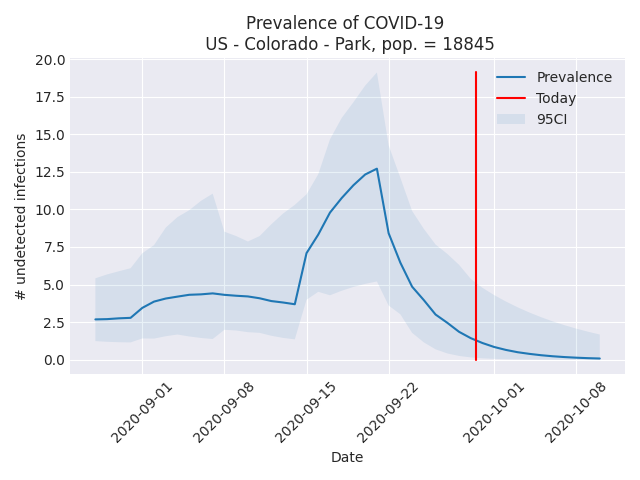 Prevalence of COVID-19
US - Colorado - Park, pop. = 18845
20.0
17.5
15.0
12.5
10.0
7.5
5.0
2.5
0.0
# undetected infections
Prevalence
Today
95CI
2020-09-01
2020-09-08
2020-09-15
2020-09-22
2020-10-01
2020-10-08
Date